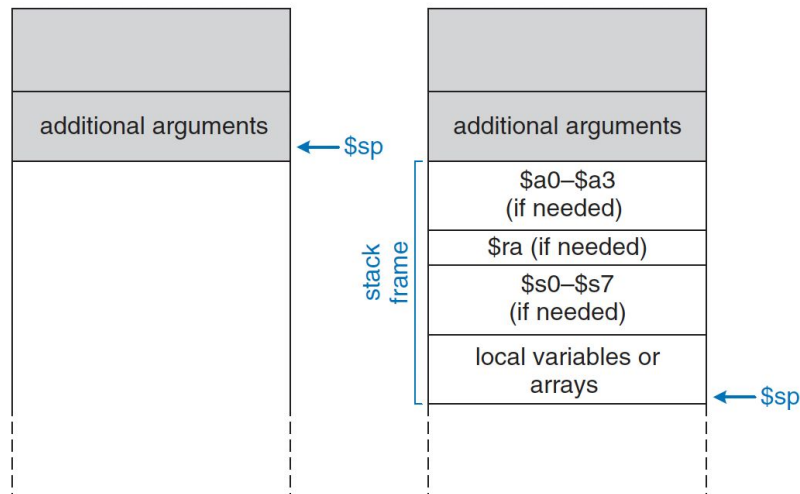 additional arguments
$sp
additional arguments
$a0–$a3
(if needed)
$ra (if needed)
$s0–$s7
(if needed)
local variables or
arrays
stack
frame
$sp